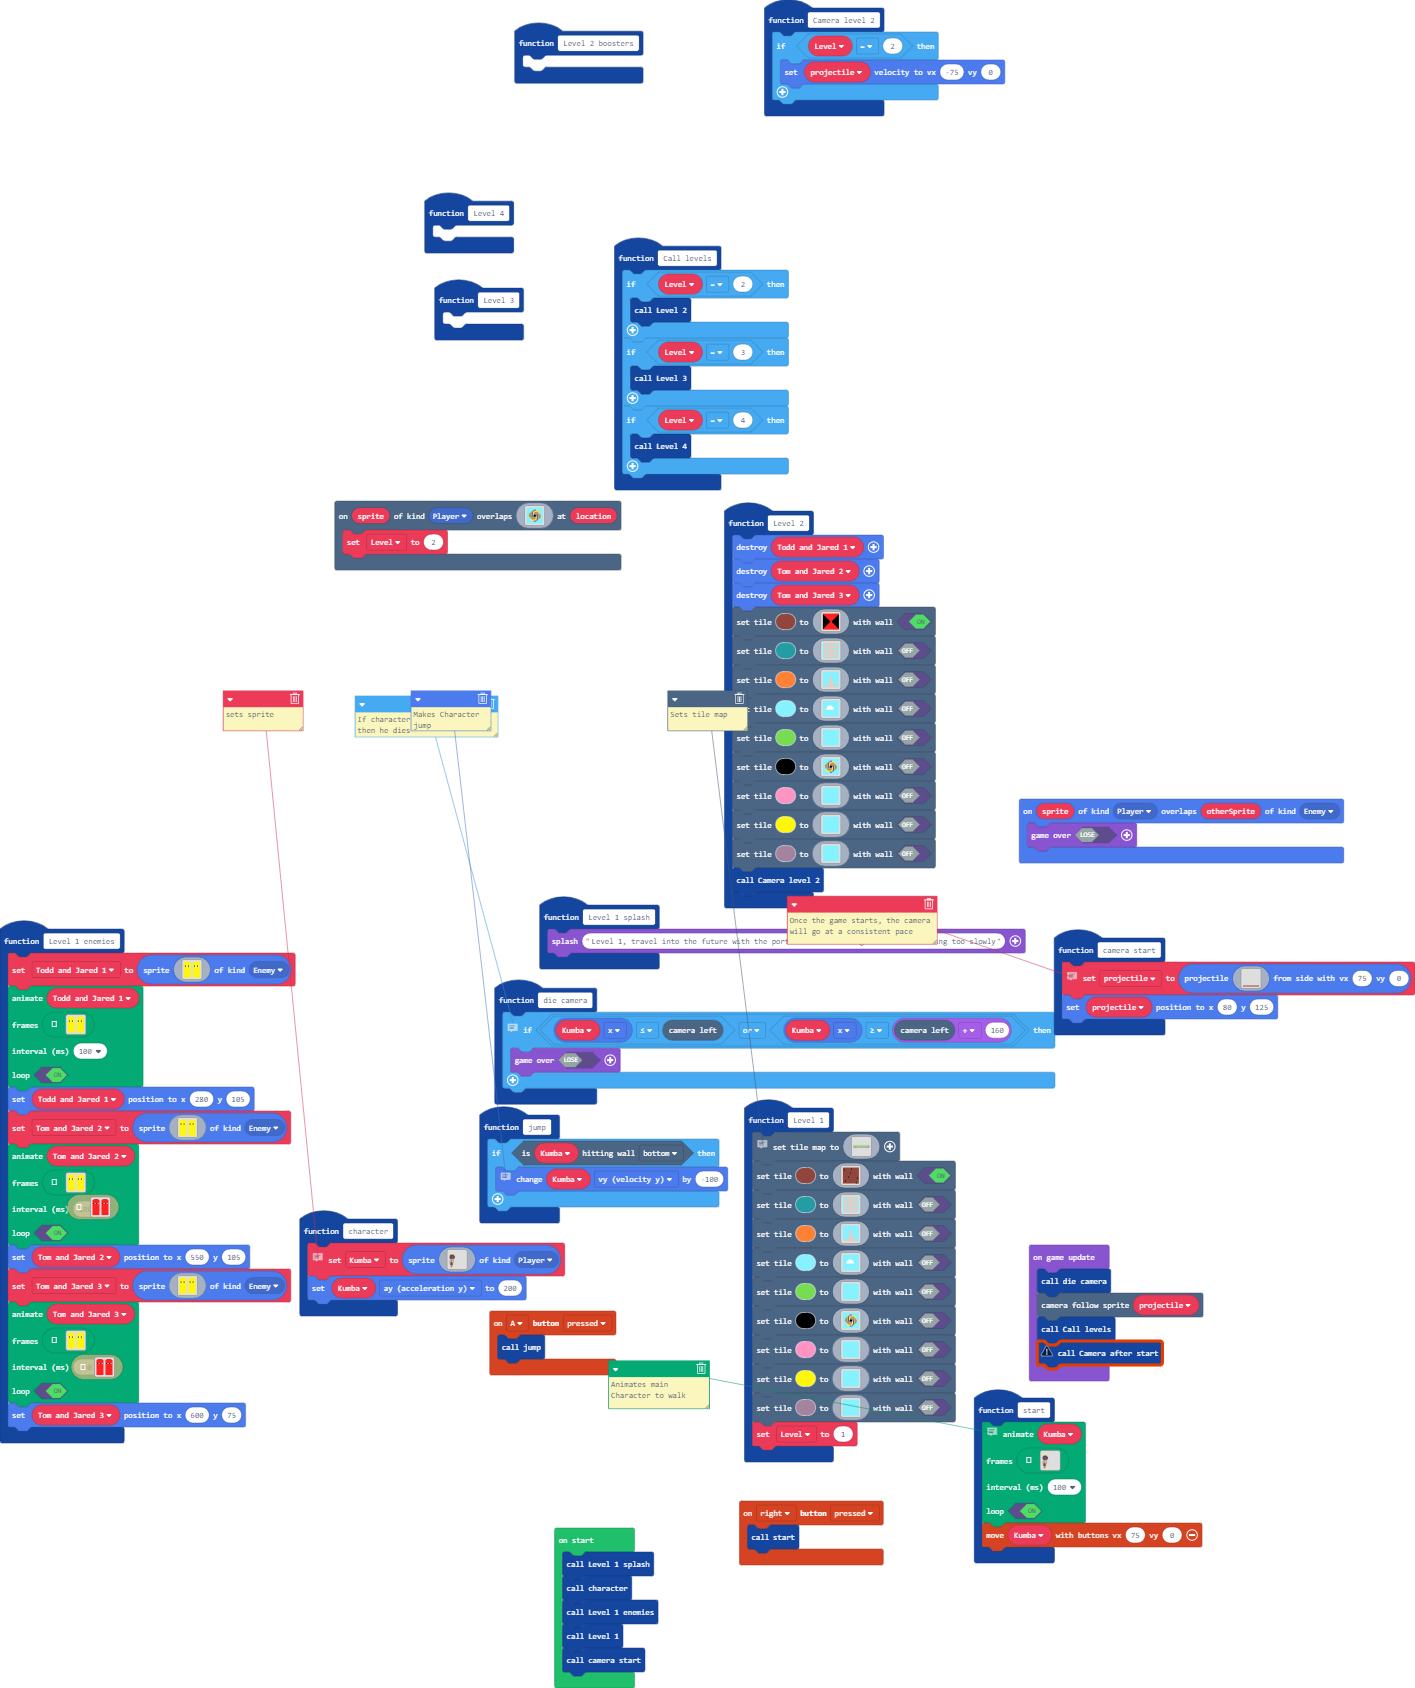 function Level 2 boosters
function Camera level 2
if Level = 2 then
set projectile velocity to vx -75 vy 0
function Level 4
function Level 3
function Call levels
if Level = 2 then
call Level 2
if Level = 3 then
call Level 3
if Level = 4 then
call Level 4
on sprite of kind Player overlaps at location
set Level to 2
function Level 2
destroy Todd and Jared 1
destroy Tom and Jared 2
destroy Tom and Jared 3
set tile to with wall ON
set tile to with wall OFF
set tile to with wall OFF
tile to with wall OFF
set tile to with wall OFF
set tile to with wall OFF
set tile to with wall OFF
set tile to with wall OFF
set tile to with wall OFF
call Camera level 2
sets sprite
If character
then he dies
Makes Character
jump
Sets tile map
on sprite of kind Player overlaps otherSprite of kind Enemy
game over LOSE
function Level 1 splash
splash "Level 1, travel into the future with the por ng too slowly"
Once the game starts, the camera
will go at a consistent pace
function camera start
set projectile to projectile from side with vx 75 vy 0
set projectile position to x 80 y 125
function Level 1 enemies
set Todd and Jared 1 to sprite of kind Enemy
animate Todd and Jared 1
frames
interval (ms) 100
loop ON
set Todd and Jared 1 position to x 280 y 105
set Tom and Jared 2 to sprite of kind Enemy
animate Tom and Jared 2
frames
interval (ms)
loop ON
set Tom and Jared 2 position to x 550 y 105
set Tom and Jared 3 to sprite of kind Enemy
animate Tom and Jared 3
frames
interval (ms)
loop ON
set Tom and Jared 3 position to x 600 y 75
function die camera
if Kumba x ≤ camera left or Kumba x ≥ camera left + 160 then
game over LOSE
function jump
if is Kumba hitting wall bottom then
change Kumba vy (velocity y) by -100
function character
set Kumba to sprite of kind Player
set Kumba ay (acceleration y) to 200
on A button pressed
call jump
Animates main
Character to walk
function Level 1
set tile map to
set tile to with wall ON
set tile to with wall OFF
set tile to with wall OFF
set tile to with wall OFF
set tile to with wall OFF
set tile to with wall OFF
set tile to with wall OFF
set tile to with wall OFF
set tile to with wall OFF
set Level to 1
on game update
call die camera
camera follow sprite projectile
call Call levels
call Camera after start
function start
animate Kumba
frames
interval (ms) 100
loop ON
move Kumba with buttons vx 75 vy 0
on right button pressed
call start
on start
call Level 1 splash
call character
call Level 1 enemies
call Level 1
call camera start